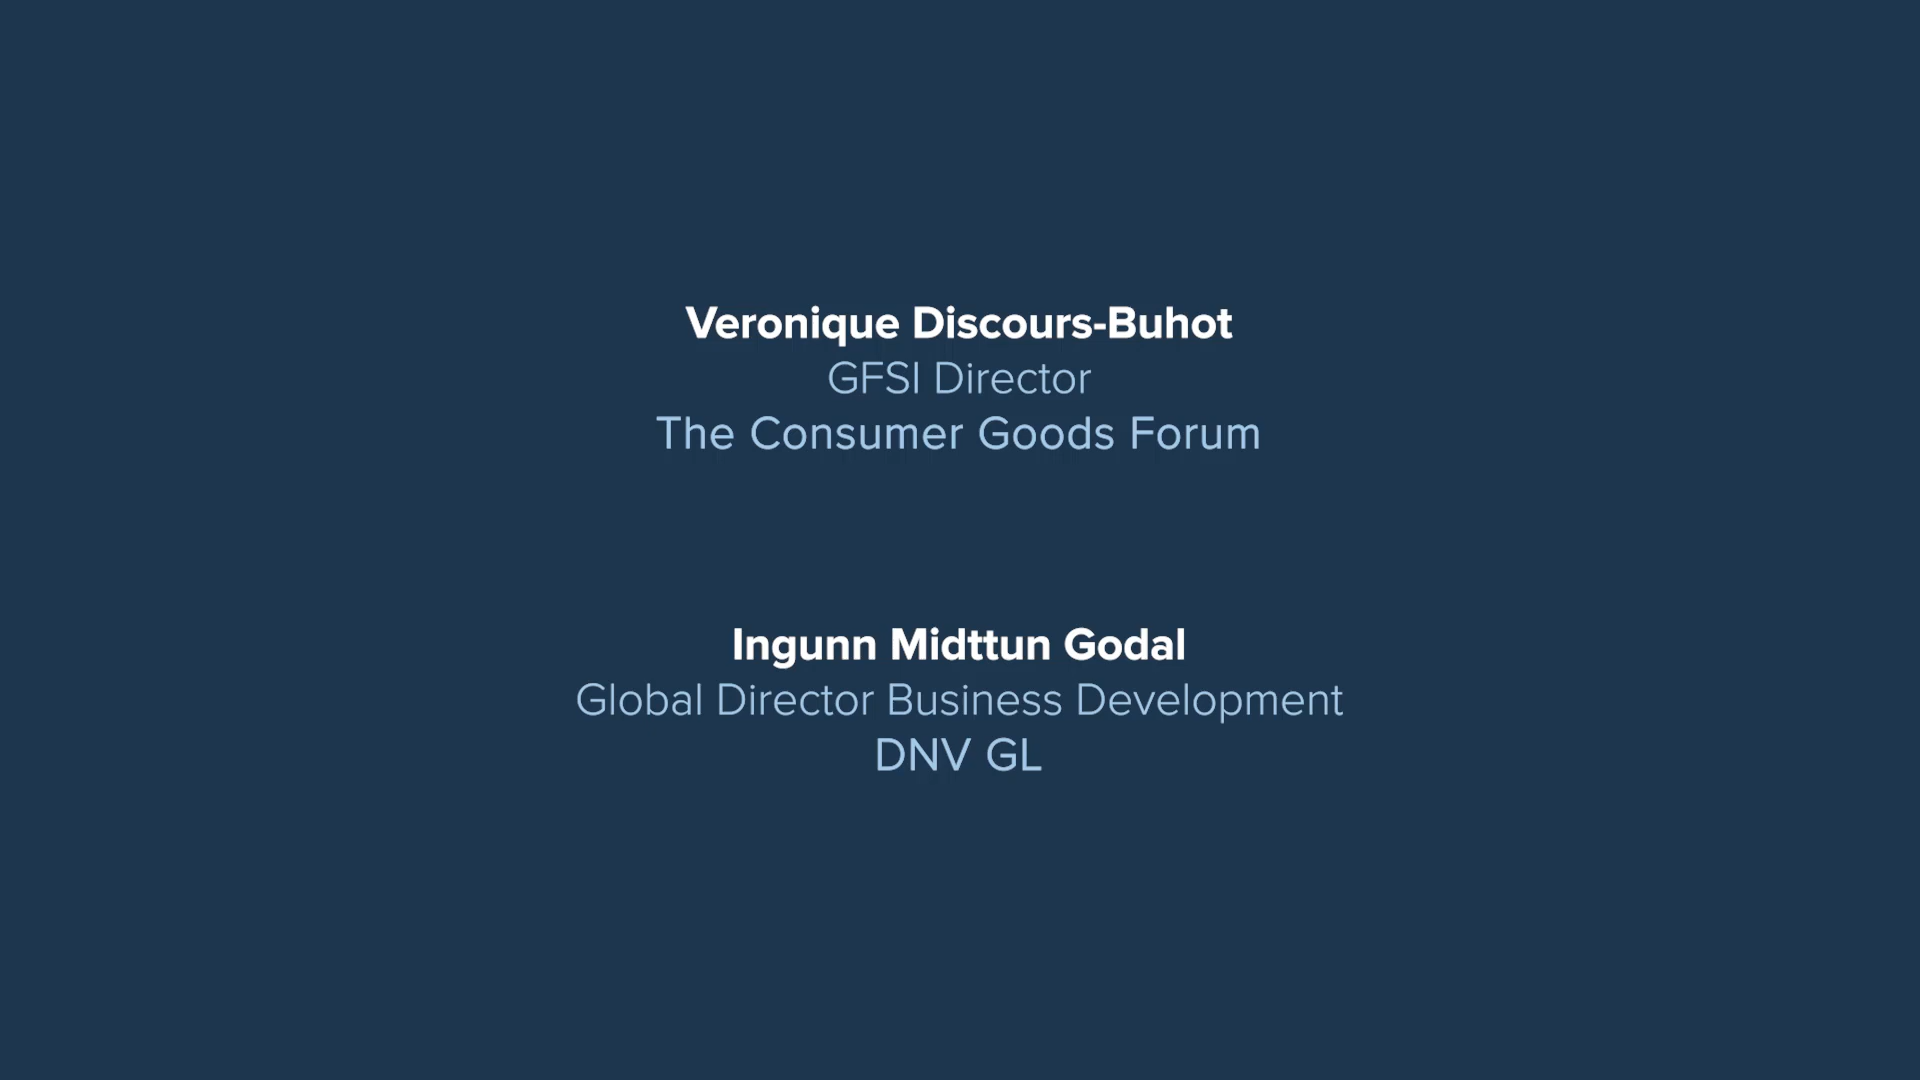 Veronique Discours-Buhot
GFSI Director
The Consumer Goods Forum
Ingunn Midttun Godal
Global Director Business Development
DNV GL